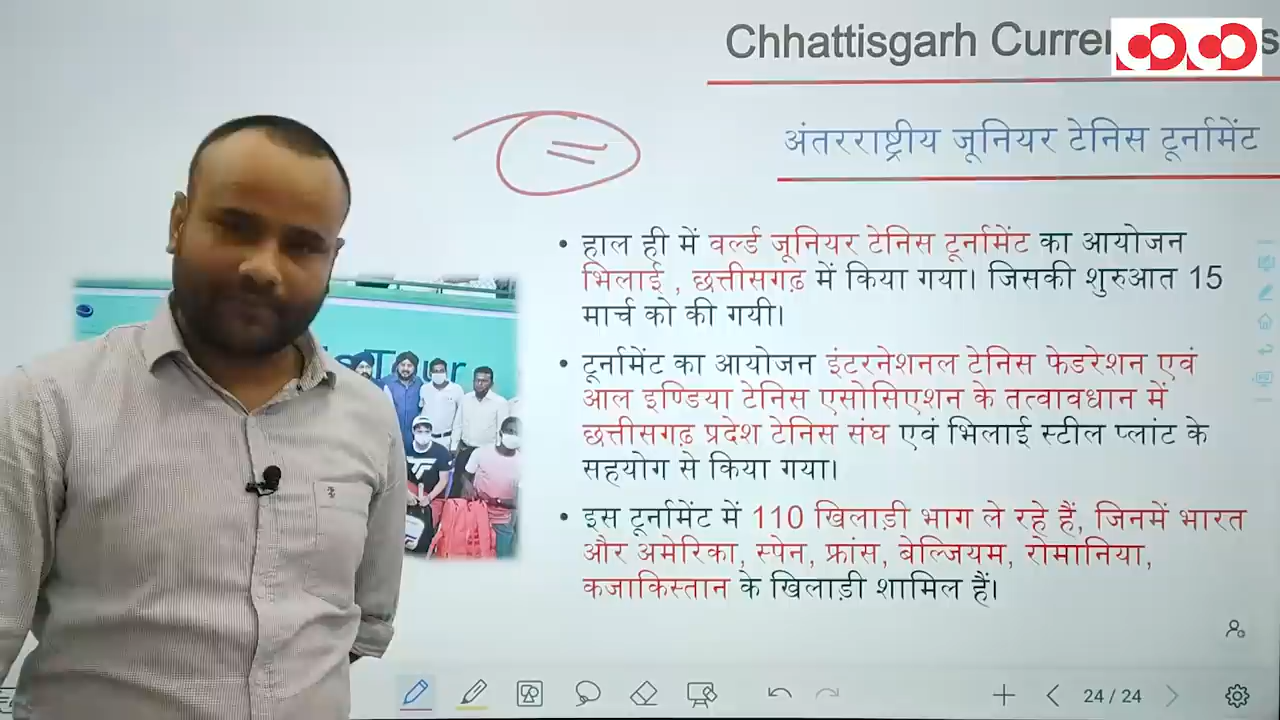 Chhattisgarh
अंतरराष्ट्रीय जूनियर टेनिस टूर्नामेंट
• हाल ही में वर्ल्ड जूनियर टेनिस टूर्नामेंट का आयोजन
भिलाई , छत्तीसगढ़ में किया गया। जिसकी शुरुआत 15
मार्च को की गयी।
• टूर्नामेंट का आयोजन इंटरनेशनल टेनिस फेडरेशन एवं
आल इण्डिया टेनिस एसोसिएशन के तत्वावधान में
छत्तीसगढ़ प्रदेश टेनिस संघ एवं भिलाई स्टील प्लांट के
सहयोग से किया गया।
• इस टूर्नामेंट में 110 खिलाड़ी भाग ले रहे हैं, जिनमें भारत
और अमेरिका, स्पेन, फ्रांस, बेल्जियम, रोमानिया,
कजाकिस्तान के खिलाड़ी शामिल हैं।
Tour
24 / 24